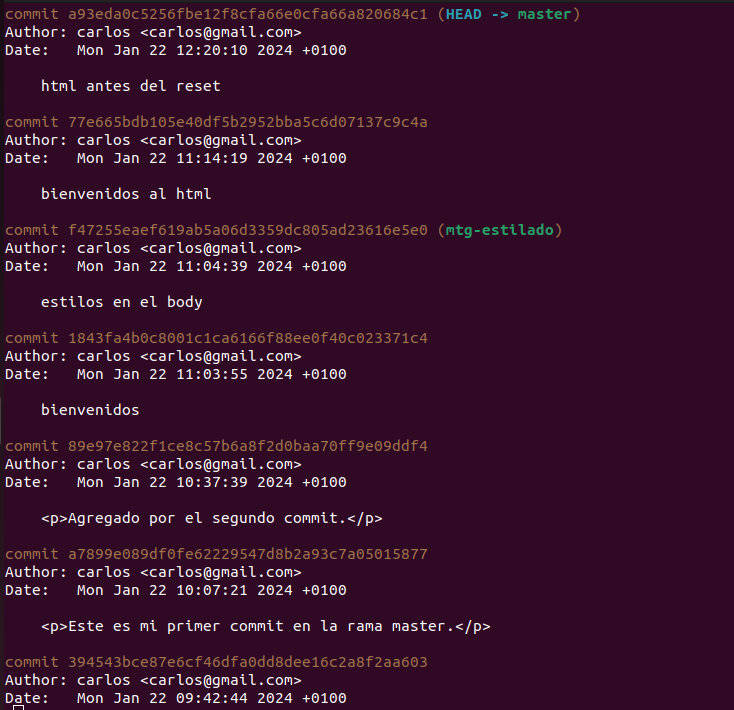 commit a93eda0c5256fbe12f8cfa66e0cfa66a820684c1 (HEAD -> master)
Author: carlos <carlos@gmail.com>
Date:   Mon Jan 22 12:20:10 2024 +0100
    html antes del reset
commit 77e665bdb105e40df5b2952bba5c6d07137c9c4a
Author: carlos <carlos@gmail.com>
Date:   Mon Jan 22 11:14:19 2024 +0100
    bienvenidos al html
commit f47255eaef619ab5a06d3359dc805ad23616e5e0 (mtg-estilado)
Author: carlos <carlos@gmail.com>
Date:   Mon Jan 22 11:04:39 2024 +0100
    estilos en el body
commit 1843fa4b0c8001c1ca6166f88ee0f40c023371c4
Author: carlos <carlos@gmail.com>
Date:   Mon Jan 22 11:03:55 2024 +0100
    bienvenidos
commit 89e97e822f1ce8c57b6a8f2d0baa70ff9e09ddf4
Author: carlos <carlos@gmail.com>
Date:   Mon Jan 22 10:37:39 2024 +0100
    <p>Agregado por el segundo commit.</p>
commit a7899e089df0fe62229547d8b2a93c7a05015877
Author: carlos <carlos@gmail.com>
Date:   Mon Jan 22 10:07:21 2024 +0100
    <p>Este es mi primer commit en la rama master.</p>
commit 394543bce87e6cf46dfa0dd8dee16c2a8f2aa603
Author: carlos <carlos@gmail.com>
Date:   Mon Jan 22 09:42:44 2024 +0100